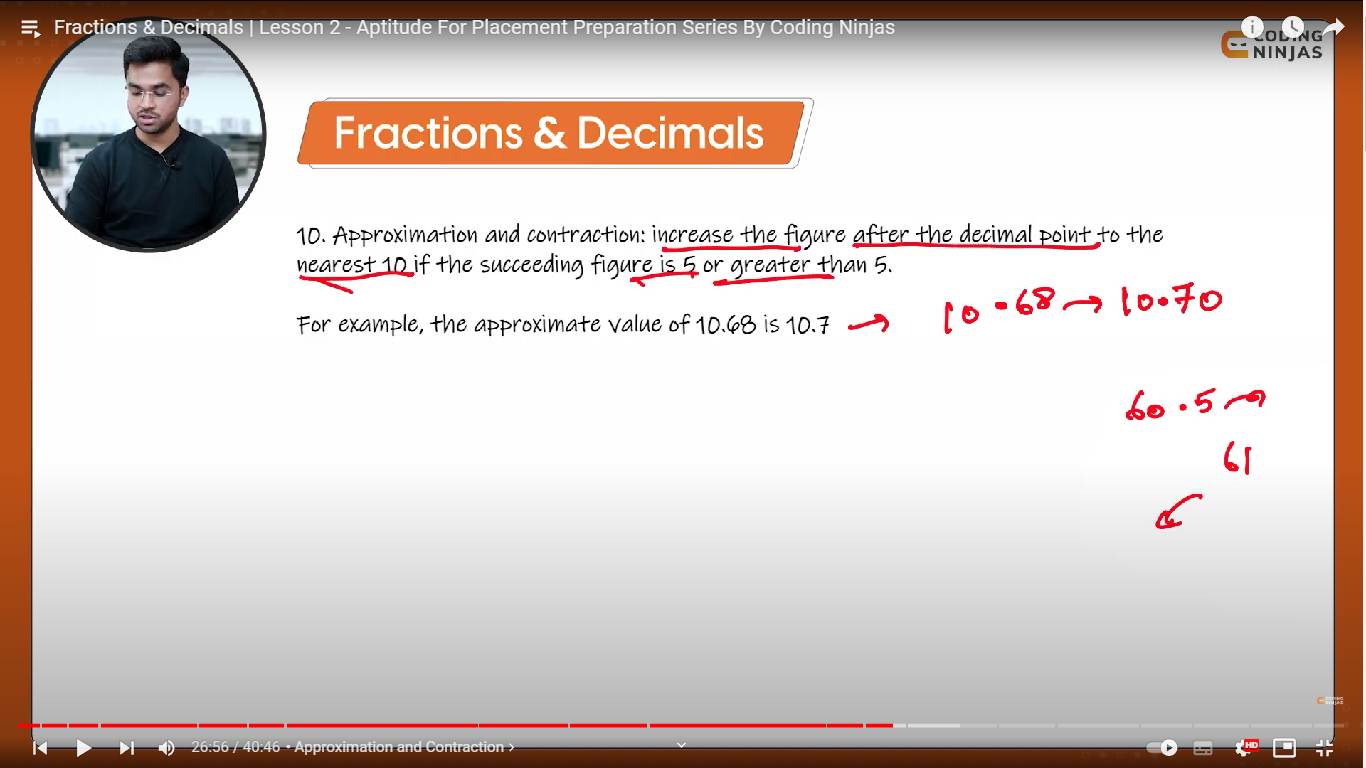 Fractions & Decimals | Lesson 2 - Aptitude For Placement Preparation Series By Coding Ninjas
CODING
NINJAS
Fractions & Decimals
10. Approximation and contraction: increase the figure after the decimal point to the
nearest 10 if the succeeding figure is 5 or greater than 5.
10.68 → 10.70
For example, the approximate value of 10.68 is 10.7 →
60.5 →
61
CODING
NINJAS
26:56 / 40:46 • Approximation and Contraction ›
HD